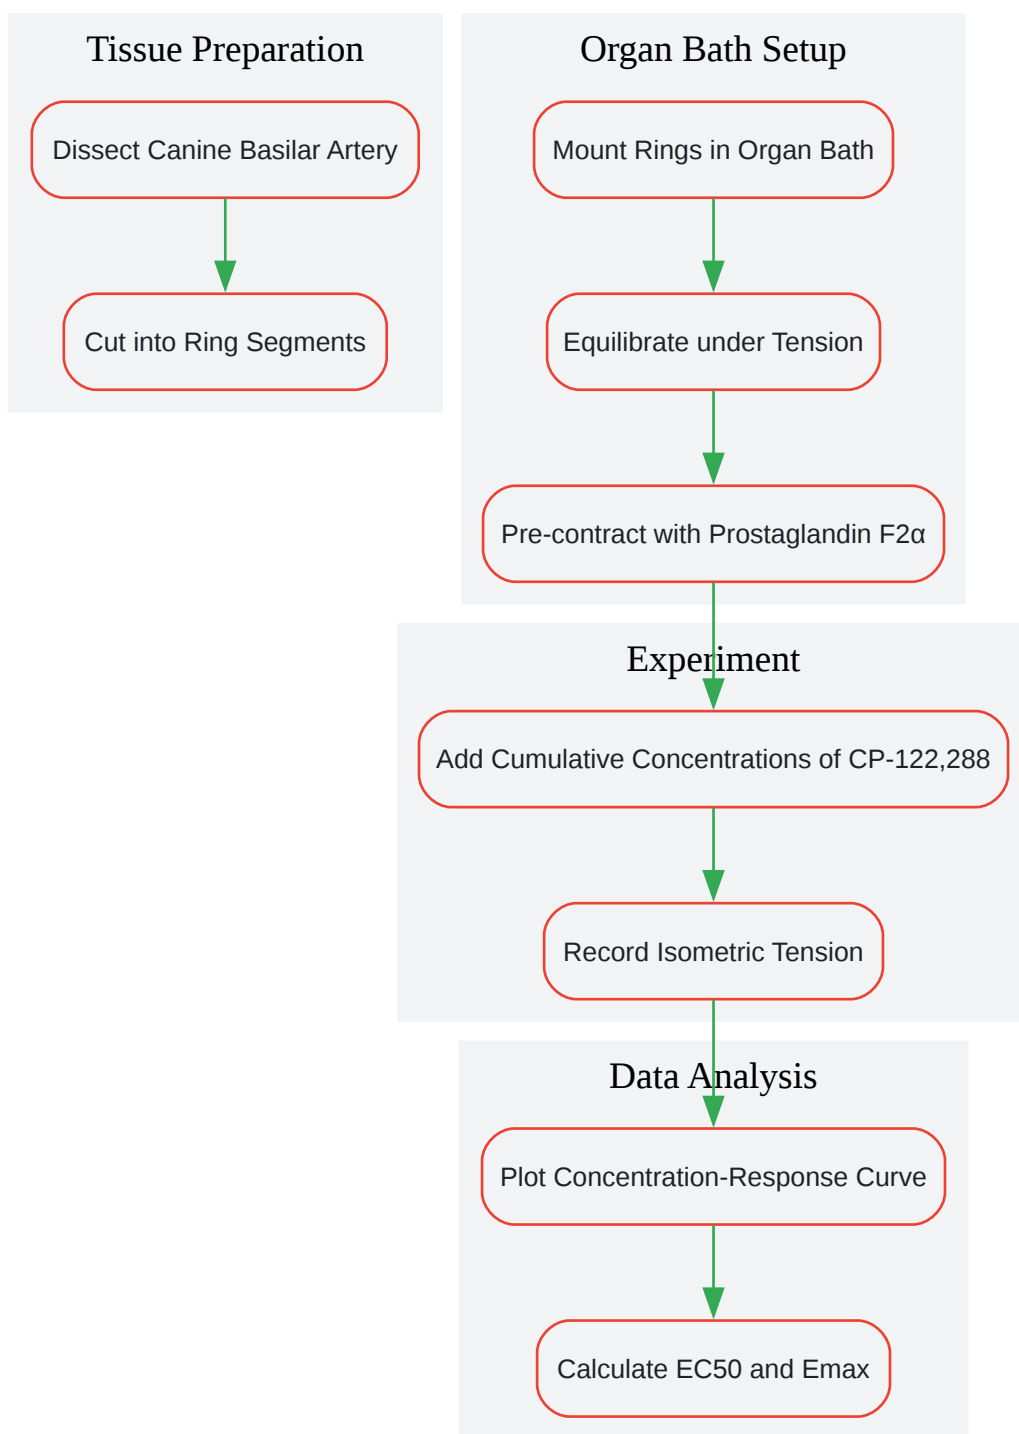 Tissue Preparation
Dissect Canine Basilar Artery
Cut into Ring Segments
Organ Bath Setup
Mount Rings in Organ Bath
Equilibrate under Tension
Pre-contract with Prostaglandin F2α
Experiment
Add Cumulative Concentrations of CP-122,288
Record Isometric Tension
Data Analysis
Plot Concentration-Response Curve
Calculate EC50 and Emax